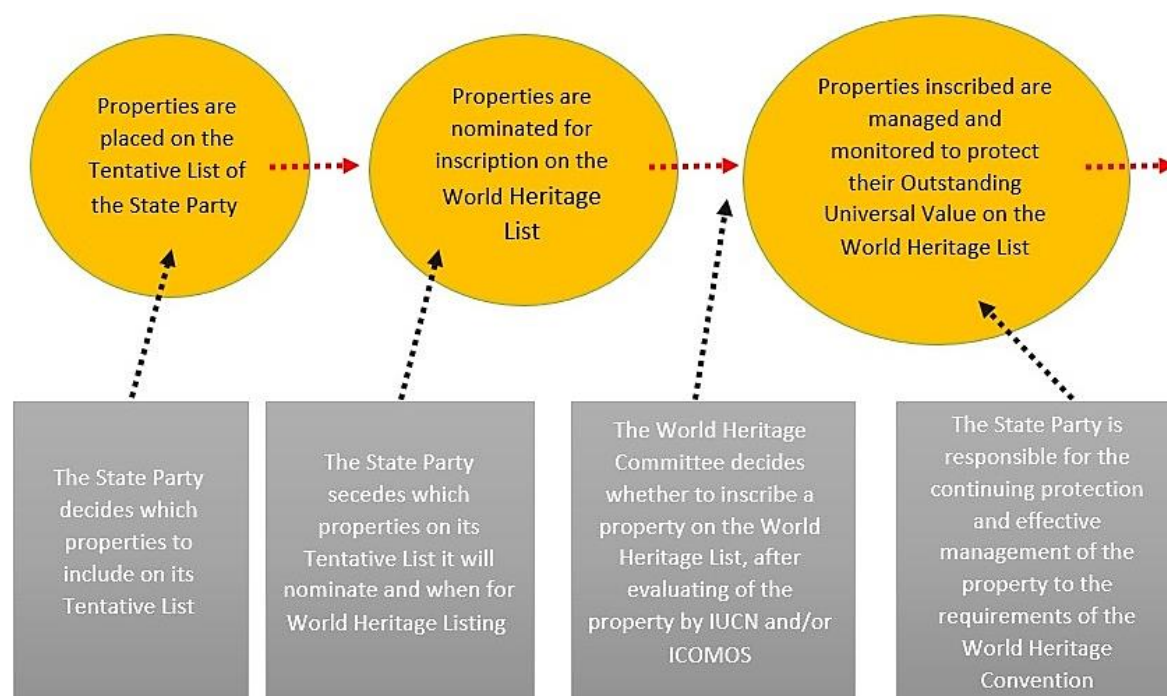 Properties are
placed on the
Tentative List of
the State Party
Properties are
nominated for
inscription on the
World Heritage
List
Properties inscribed are
managed and
monitored to protect
their Outstanding
Universal Value on the
World Heritage List
The State Party
decides which
properties to
include on its
Tentative List
The State Party
secedes which
properties on its
Tentative List it will
nominate and when for
World Heritage Listing
The World Heritage
Committee decides
whether to inscribe a
property on the World
Heritage List, after
evaluating of the
property by IUCN and/or
ICOMOS
The State Party is
responsible for the
continuing protection
and effective
management of the
property to the
requirements of the
World Heritage
Convention